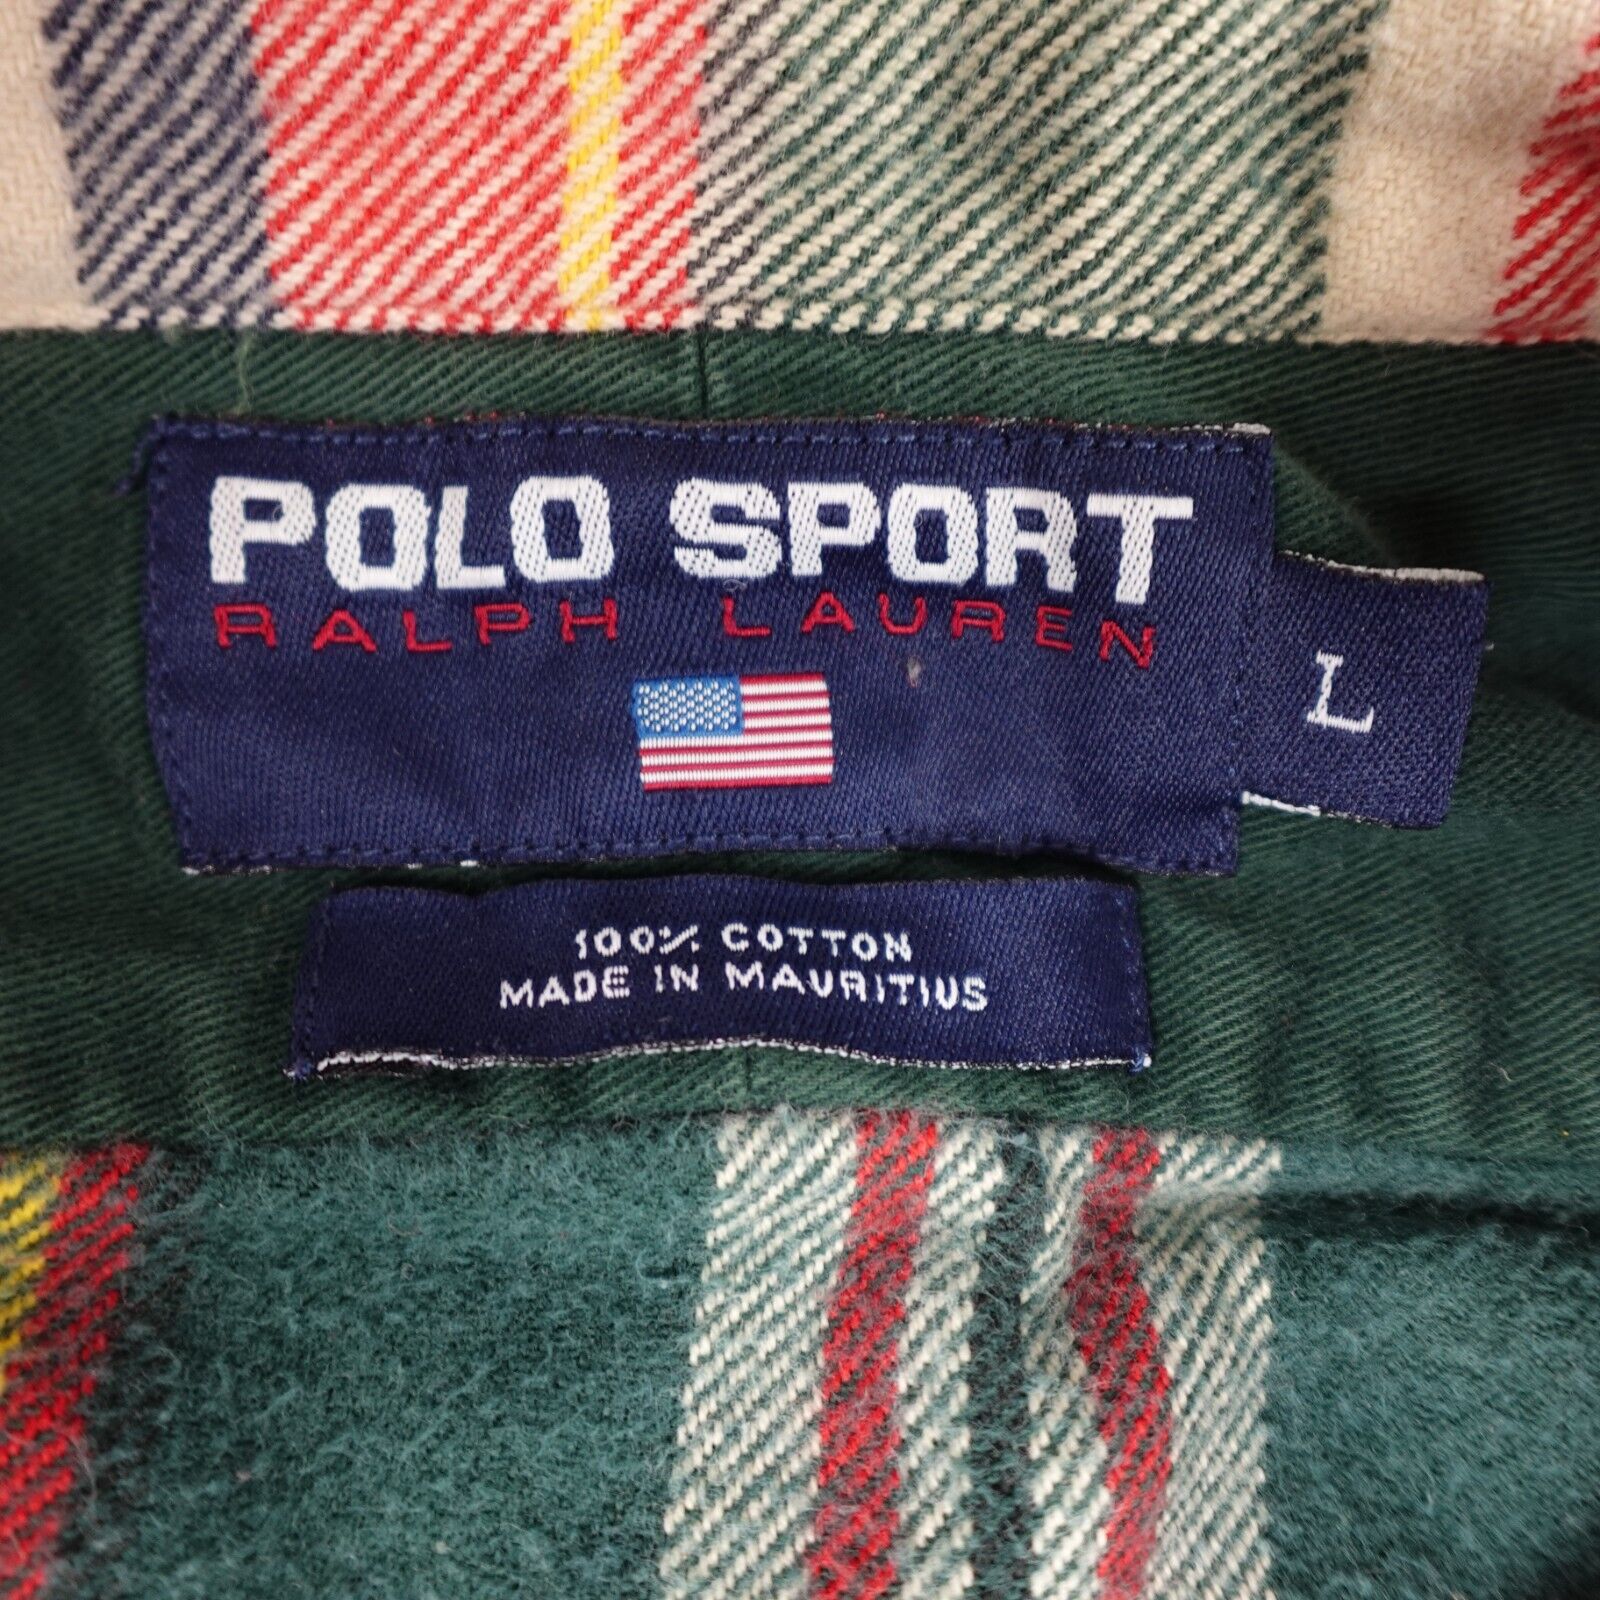 POLO SPORT
RALPH LAUREN
L
100% COTTON
MADE IN MAURITIUS